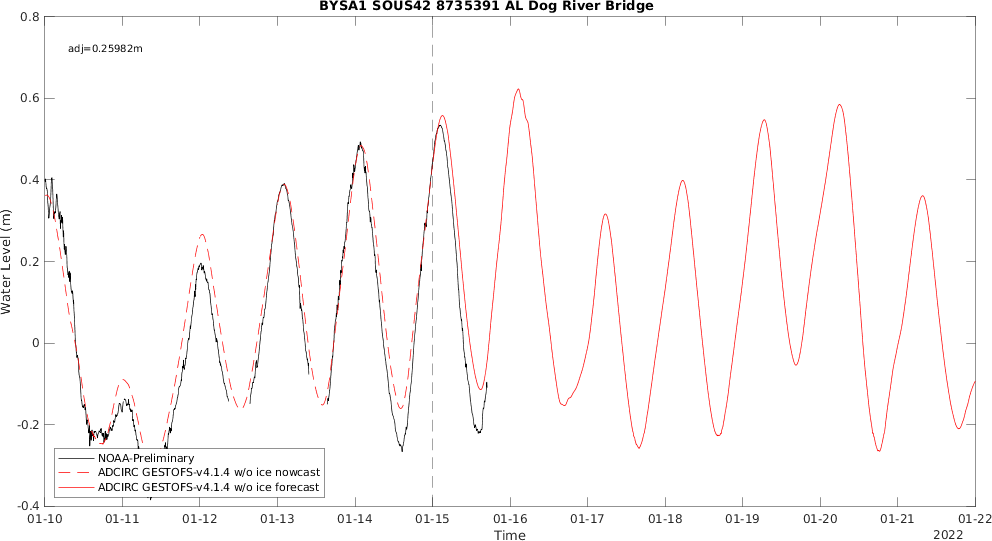 BYSA1 SOUS42 8735391 AL Dog River Bridge
adj=0.25982m
0.8
0.6
0.4
0.2
0
-0.2
-0.4
Water Level (m)
NOAA-Preliminary
ADCIRC GESTOFS-v4.1.4 w/o ice nowcast
ADCIRC GESTOFS-v4.1.4 w/o ice forecast
01-10 01-11 01-12 01-13 01-14 01-15 01-16 01-17 01-18 01-19 01-20 01-21 01-22
Time
2022